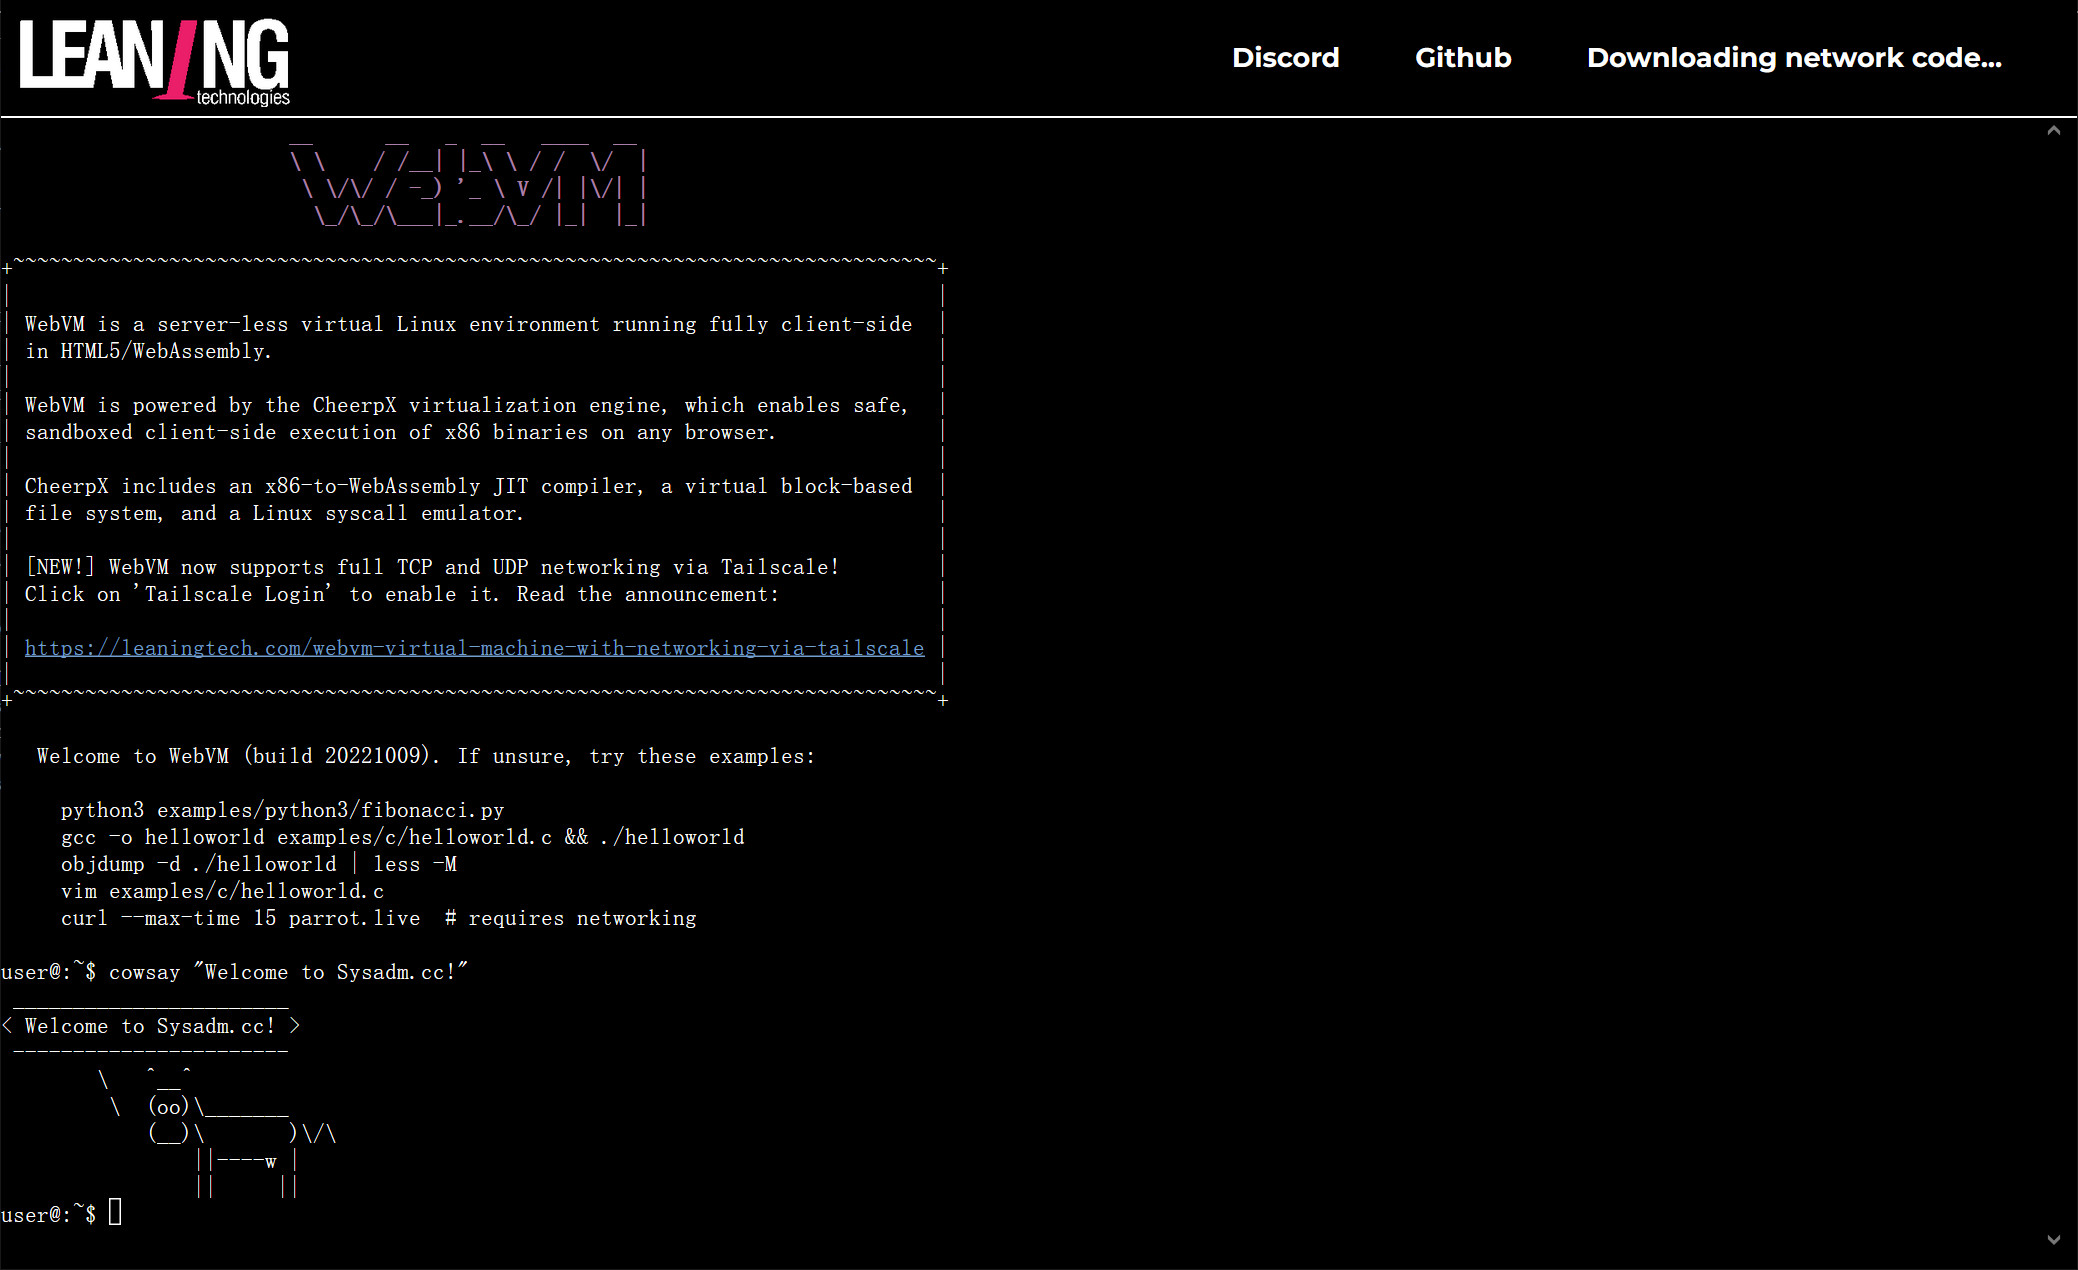 LEANING
technologies
Discord Github Downloading network code...
WebVM
WebVM is a server-less virtual Linux environment running fully client-side
in HTML5/WebAssembly.
WebVM is powered by the CheerpX virtualization engine, which enables safe,
sandboxed client-side execution of x86 binaries on any browser.
CheerpX includes an x86-to-WebAssembly JIT compiler, a virtual block-based
file system, and a Linux syscall emulator.
[NEW!] WebVM now supports full TCP and UDP networking via Tailscale!
Click on 'Tailscale Login' to enable it. Read the announcement:
https://leaningtech.com/webvm-virtual-machine-with-networking-via-tailscale
Welcome to WebVM (build 20221009). If unsure, try these examples:
python3 examples/python3/fibonacci.py
gcc -o helloworld examples/c/helloworld.c && ./helloworld
objdump -d ./helloworld | less -M
vim examples/c/helloworld.c
curl --max-time 15 parrot.live  # requires networking
user@:~$ cowsay "Welcome to Sysadm.cc!"
 _______________________
< Welcome to Sysadm.cc! >
 -----------------------
        \   ^__^
         \  (oo)\_______
            (__)\       )\/\
                ||----w |
                ||     ||
user@:~$